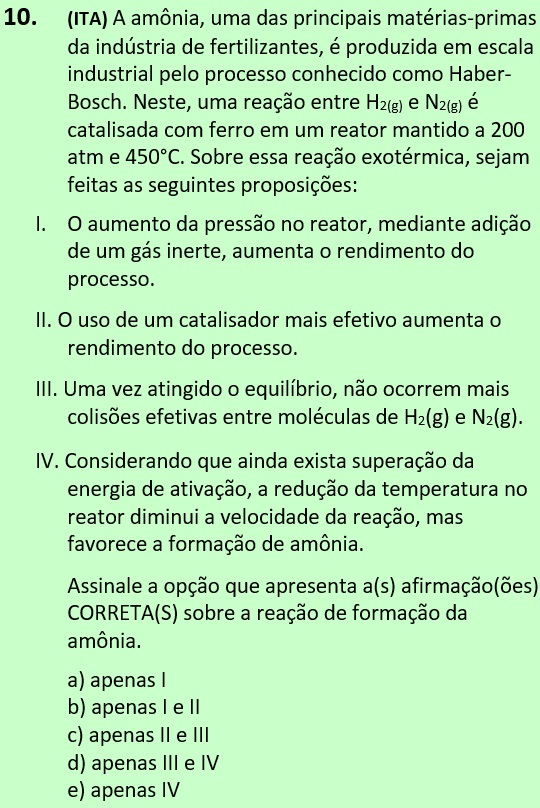 10. (ITA) A amônia, uma das principais matérias-primas
da indústria de fertilizantes, é produzida em escala
industrial pelo processo conhecido como Haber-
Bosch. Neste, uma reação entre H2(g) e N2(g) é
catalisada com ferro em um reator mantido a 200
atm e 450°C. Sobre essa reação exotérmica, sejam
feitas as seguintes proposições:
I. O aumento da pressão no reator, mediante adição
de um gás inerte, aumenta o rendimento do
processo.
II. O uso de um catalisador mais efetivo aumenta o
rendimento do processo.
III. Uma vez atingido o equilíbrio, não ocorrem mais
colisões efetivas entre moléculas de H2(g) e N2(g).
IV. Considerando que ainda exista superação da
energia de ativação, a redução da temperatura no
reator diminui a velocidade da reação, mas
favorece a formação de amônia.
Assinale a opção que apresenta a(s) afirmação(ões)
CORRETA(S) sobre a reação de formação da
amônia.
a) apenas I
b) apenas I e II
c) apenas II e III
d) apenas III e IV
e) apenas IV